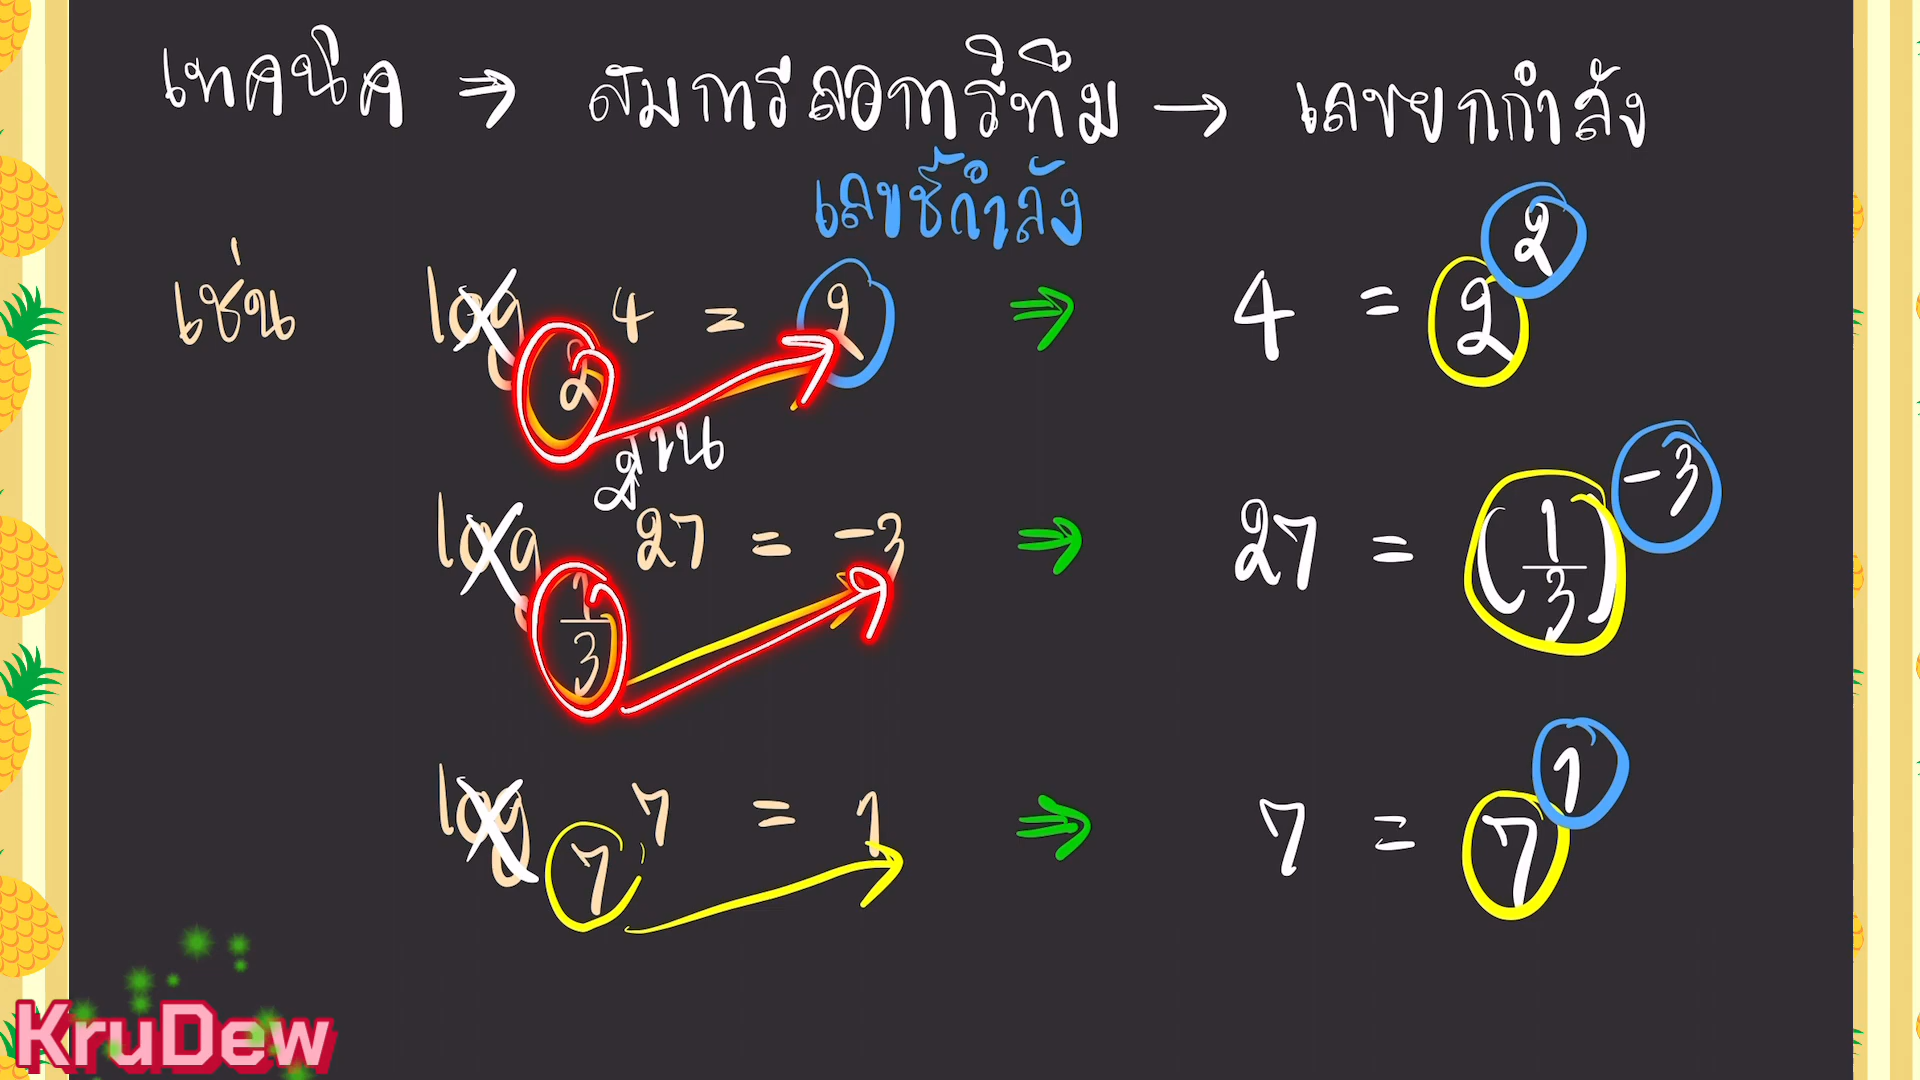 เทคนิค ⇒ สมการลอการิทึม → เลขยกกำลัง
เลขชี้กำลัง
เช่น log₂ 4 = 2 ⇒ 4 = 2²
ฐาน
log_(1/3) 27 = -3 ⇒ 27 = (1/3)⁻³
log₇ 7 = 1 ⇒ 7 = 7¹
KruDew